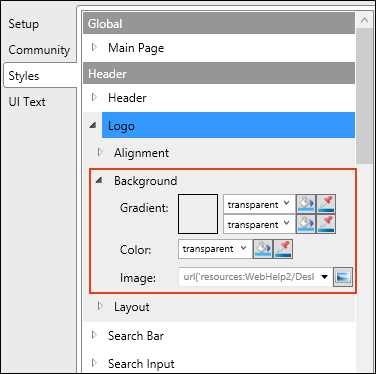 Setup
Community
Styles
UI Text
Global
Main Page
Header
Header
Logo
Alignment
Background
Gradient: transparent
transparent
Color: transparent
Image: url('resources:WebHelp2/Desl
Layout
Search Bar
Search Input